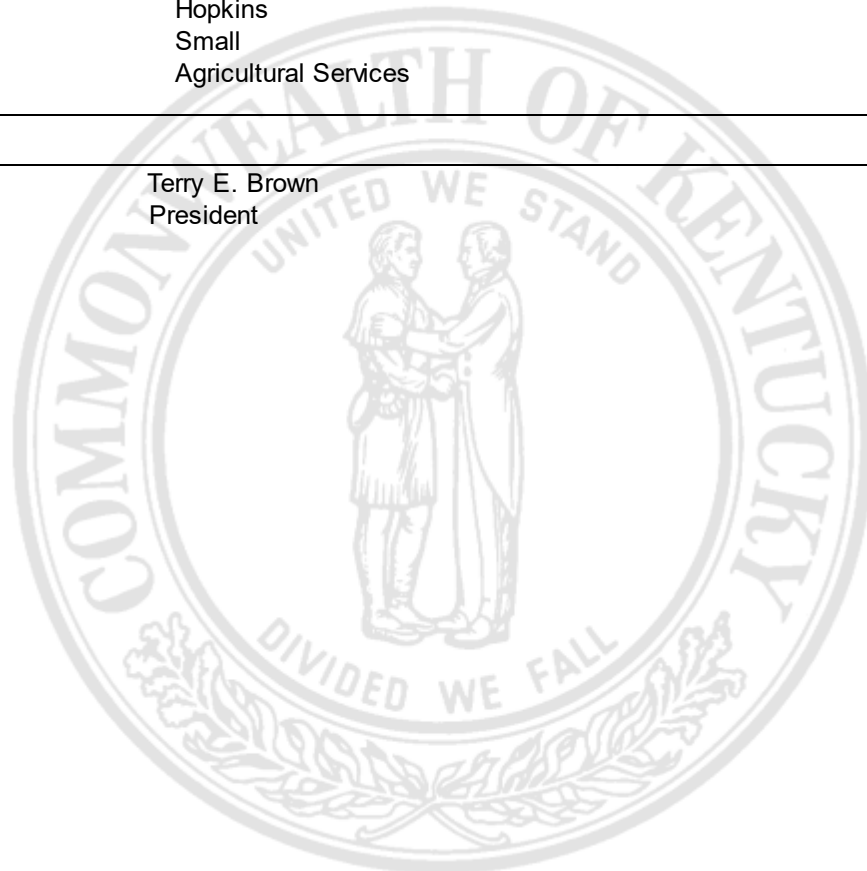 Hopkins
Small
Agricultural Services
Terry E. Brown
President
COMMONWEALTH OF KENTUCKY
UNITED WE STAND
DIVIDED WE FALL